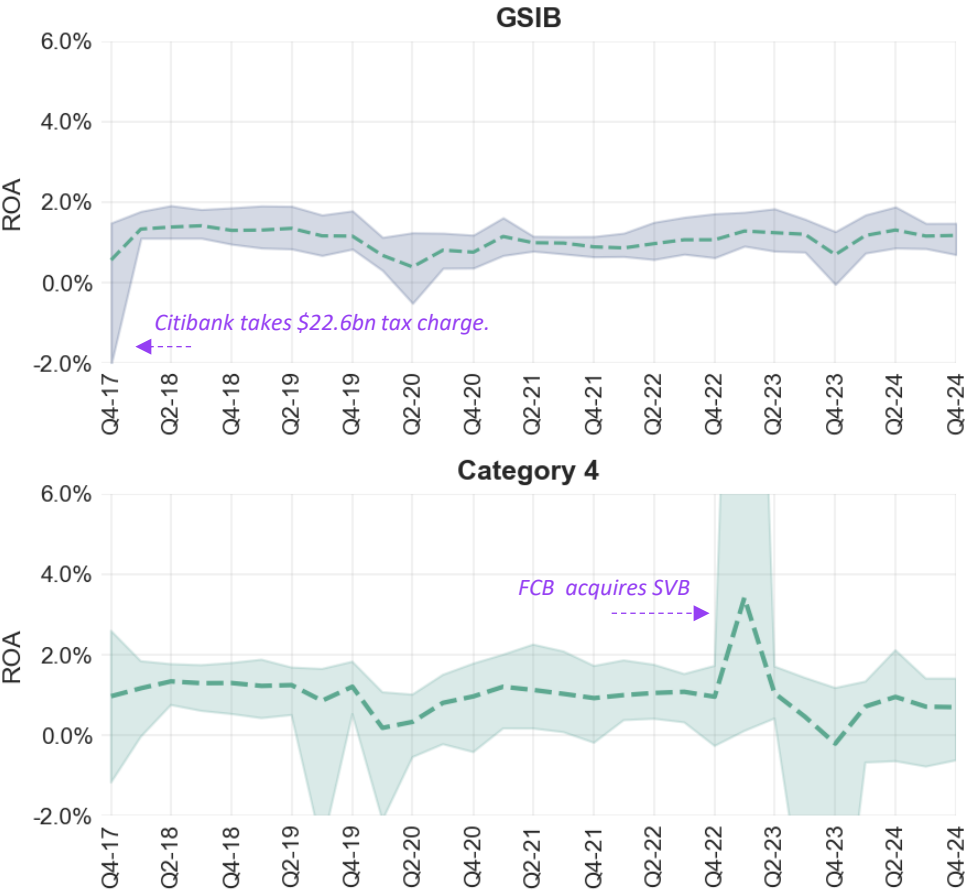 GSIB
6.0%
4.0%
2.0%
0.0%
-2.0%
ROA
Citibank takes $22.6bn tax charge.
Q4-17
Q2-18
Q4-18
Q2-19
Q4-19
Q2-20
Q4-20
Q2-21
Q4-21
Q2-22
Q4-22
Q2-23
Q4-23
Q2-24
Q4-24
Category 4
6.0%
4.0%
2.0%
0.0%
-2.0%
ROA
FCB acquires SVB
Q4-17
Q2-18
Q4-18
Q2-19
Q4-19
Q2-20
Q4-20
Q2-21
Q4-21
Q2-22
Q4-22
Q2-23
Q4-23
Q2-24
Q4-24